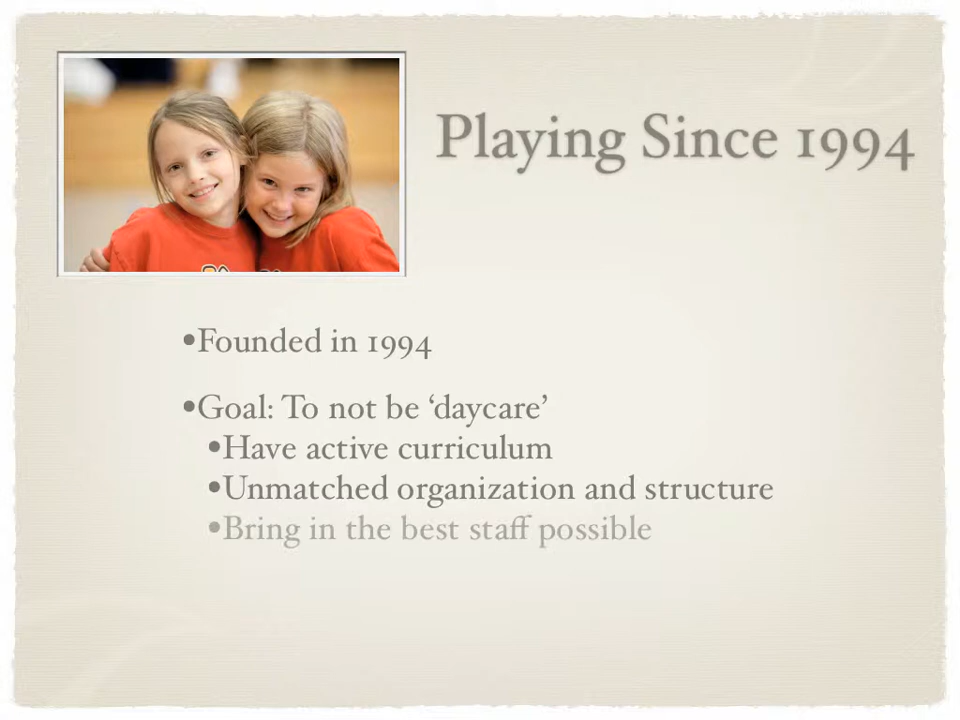 Playing Since 1994
•Founded in 1994
•Goal: To not be ‘daycare’
•Have active curriculum
•Unmatched organization and structure
•Bring in the best staff possible